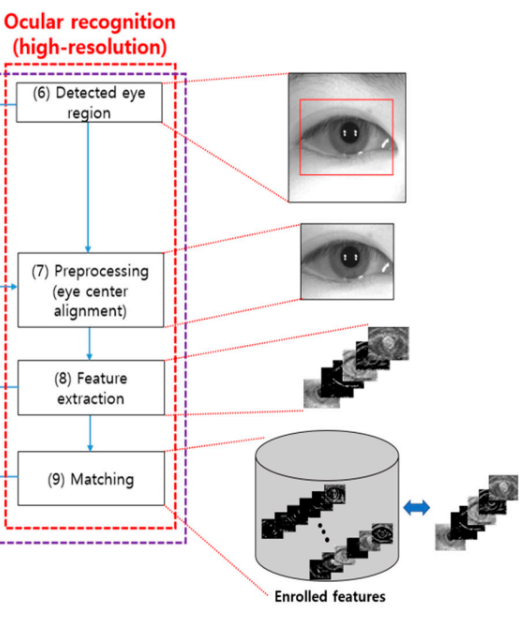 Ocular recognition
(high-resolution)
(6) Detected eye
region
(7) Preprocessing
(eye center
alignment)
(8) Feature
extraction
(9) Matching
Enrolled features